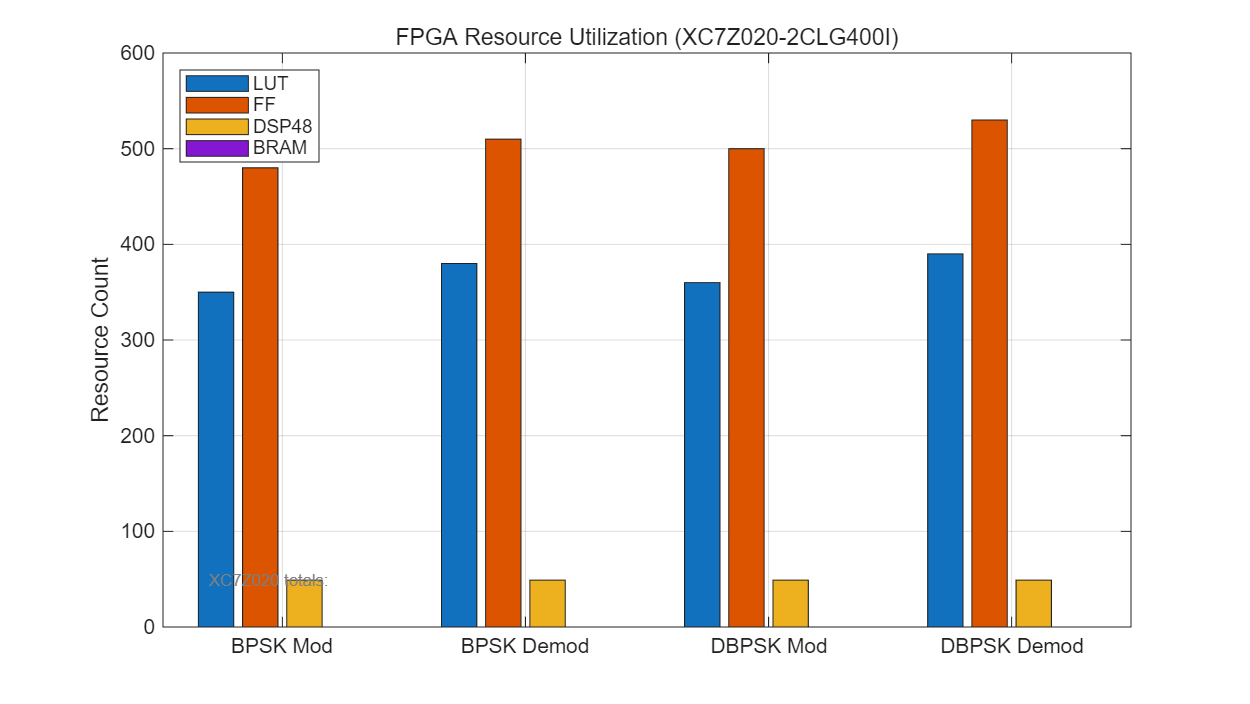 FPGA Resource Utilization (XC7Z020-2CLG400I)
600
500
400
300
200
100
0
Resource Count
LUT
FF
DSP48
BRAM
XC7Z020 totals:
BPSK Mod
BPSK Demod
DBPSK Mod
DBPSK Demod